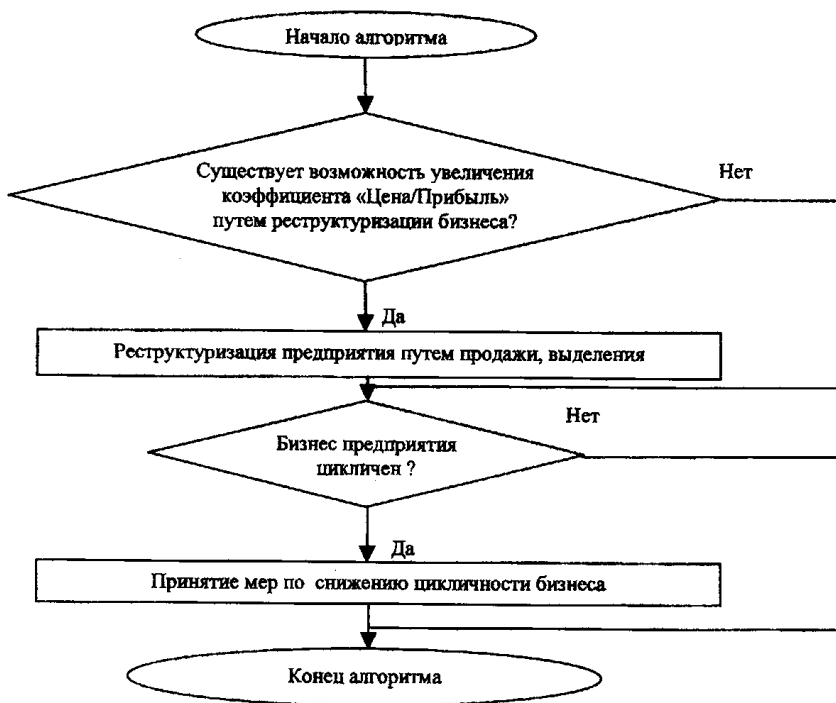 Начало алгоритма
Существует возможность увеличения
коэффициента «Цена/Прибыль»
путем реструктуризации бизнеса?
Нет
Да
Реструктуризация предприятия путем продажи, выделения
Нет
Бизнес предприятия
цикличен ?
Да
Принятие мер по снижению цикличности бизнеса
Конец алгоритма